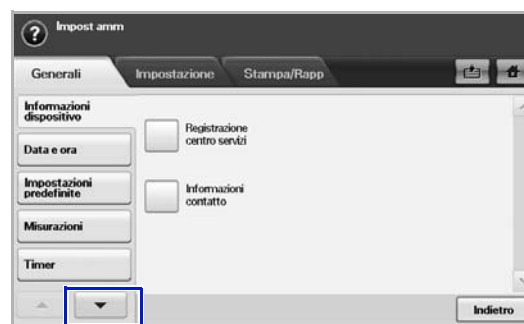 Impost amm
Generali
Impostazione
Stampa/Rapp
Informazioni
dispositivo
Data e ora
Impostazioni
predefinite
Misurazioni
Timer
Registrazione
centro servizi
Informazioni
contatto
Indietro